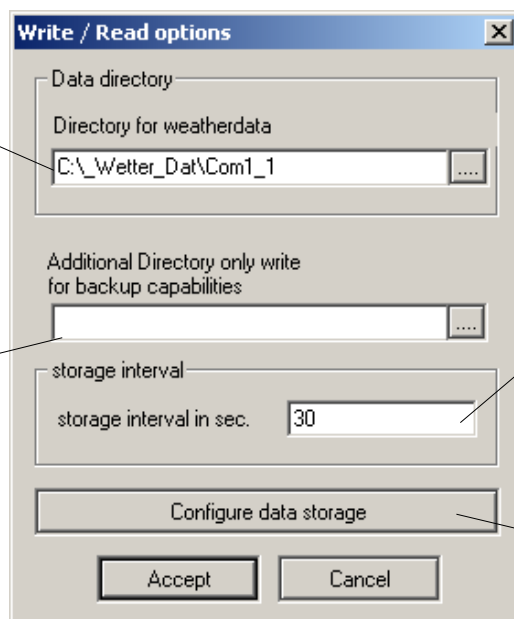 Write / Read options
Data directory
Directory for weatherdata
C:\_Wetter_Dat\Com1_1
....
Additional Directory only write
for backup capabilities
....
storage interval
storage interval in sec.
30
Configure data storage
Accept
Cancel